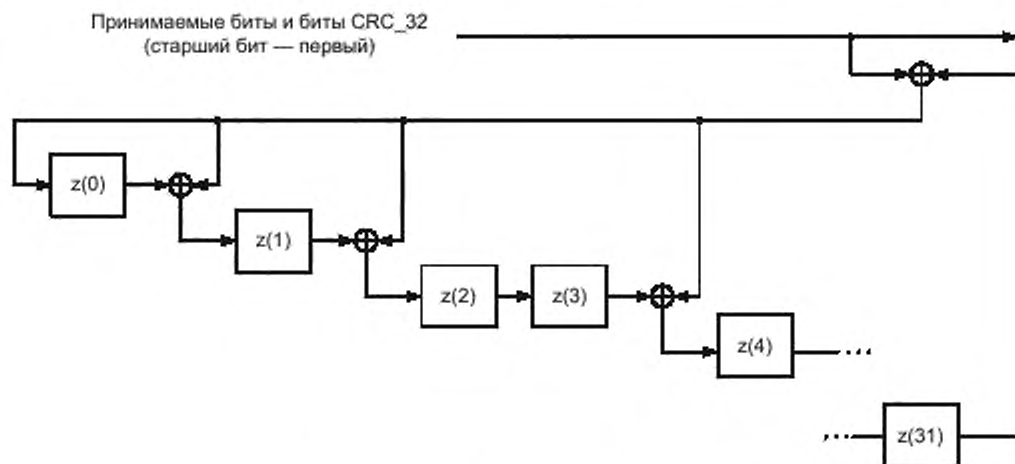 Принимаемые биты и биты CRC_32
(старший бит — первый)
z(0)
z(1)
z(2)
z(3)
z(4)
z(31)